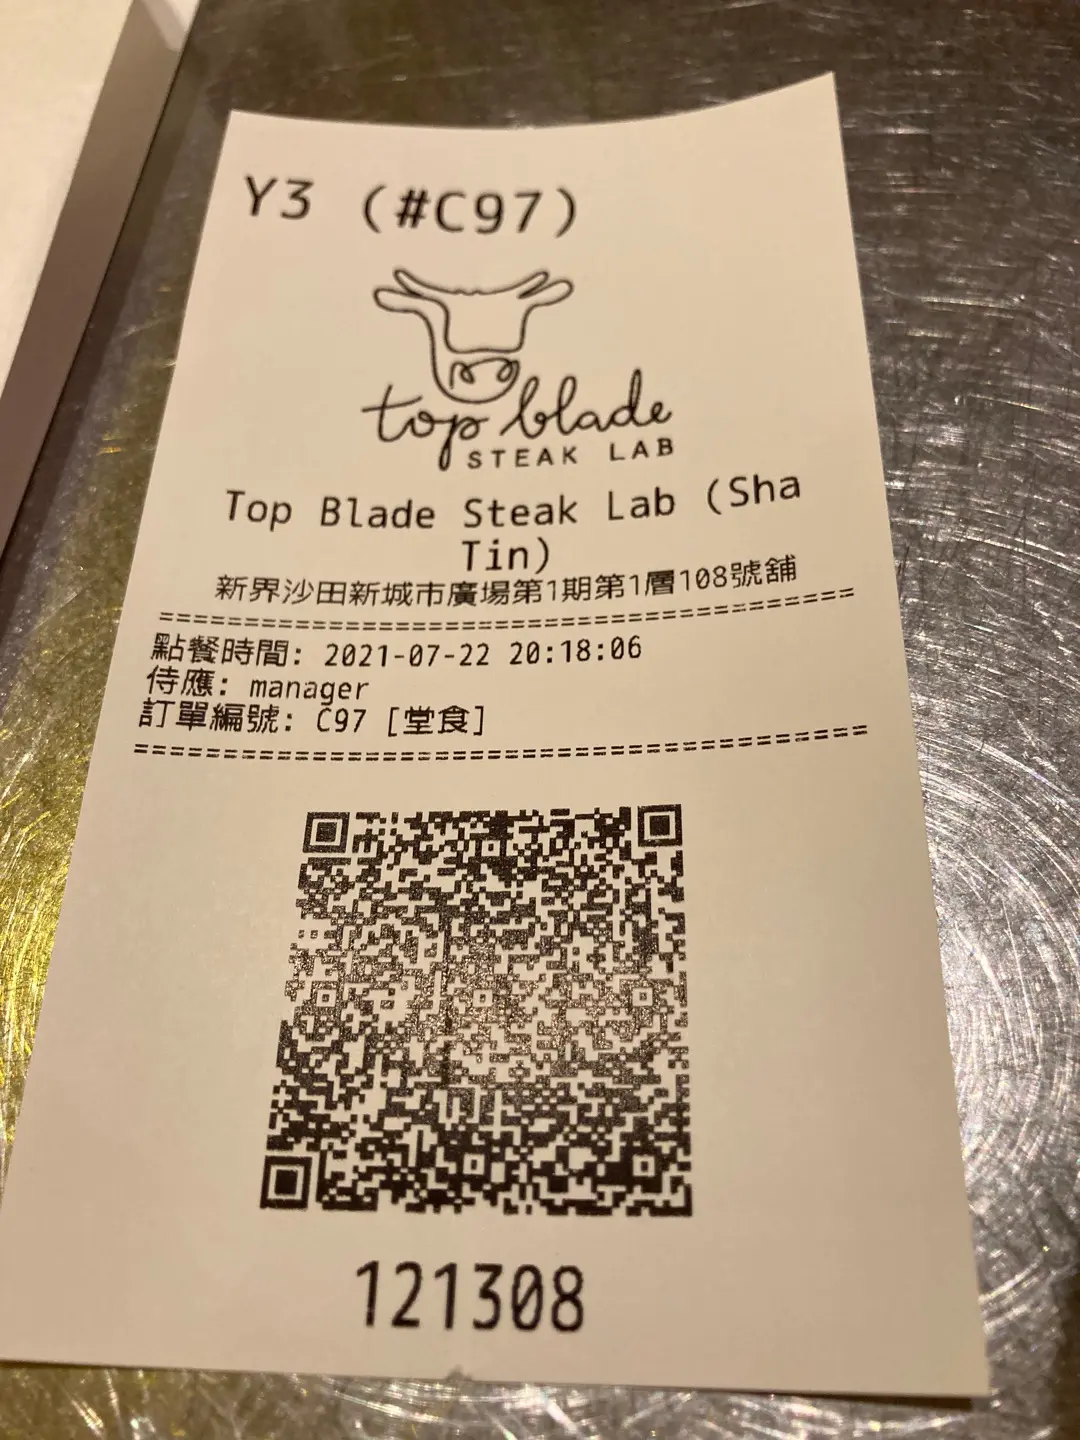 Y3 (#C97)
top blade
STEAK LAB
Top Blade Steak Lab (Sha
Tin)
新界沙田新城市廣場第1期第1層108號舖
==========================================
點餐時間: 2021-07-22 20:18:06
侍應: manager
訂單編號: C97 [堂食]
==========================================
121308